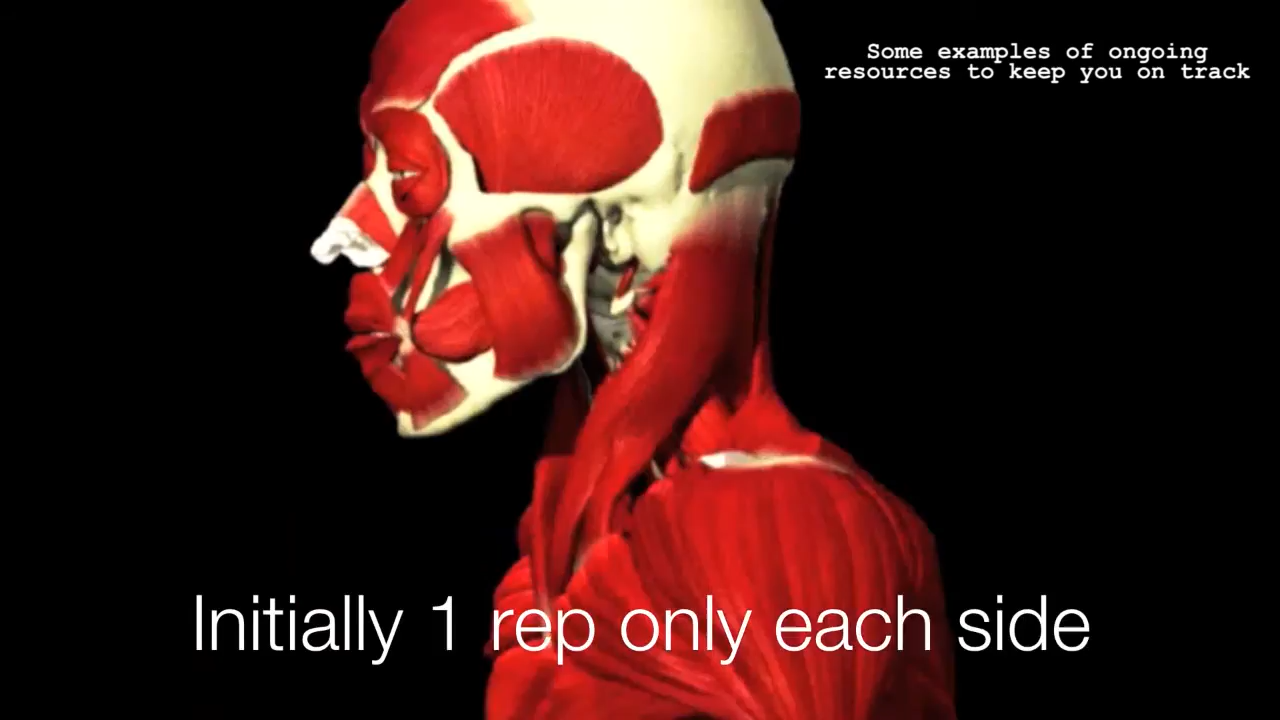 Some examples of ongoing
resources to keep you on track
Initially 1 rep only each side